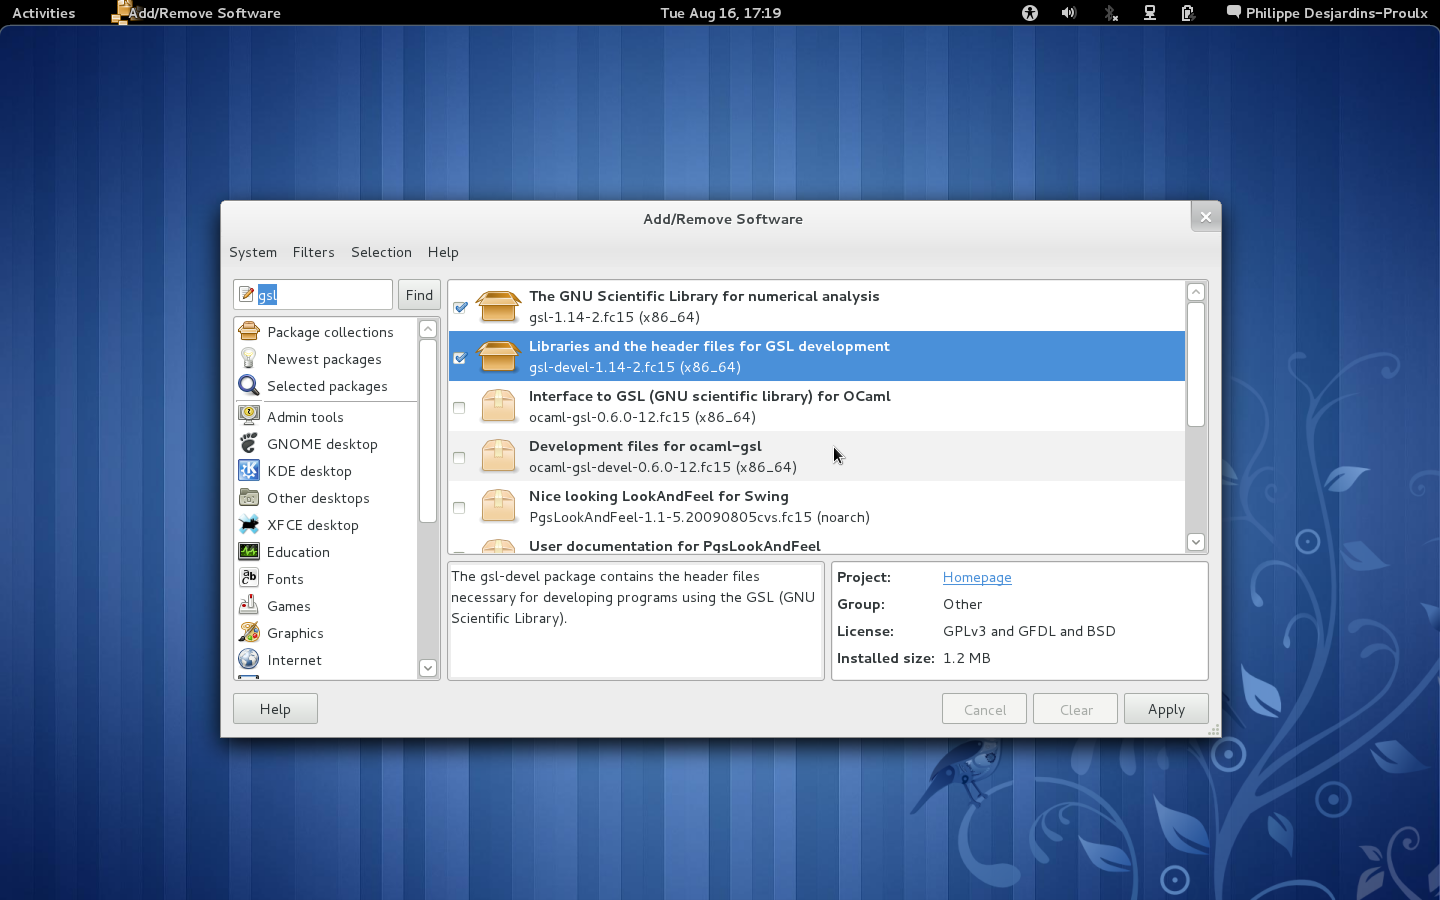 Activities
Add/Remove Software
Tue Aug 16, 17:19
Philippe Desjardins-Proulx
Add/Remove Software
System Filters Selection Help
gsl
Find
Package collections
Newest packages
Selected packages
Admin tools
GNOME desktop
KDE desktop
Other desktops
XFCE desktop
Education
Fonts
Games
Graphics
Internet
The GNU Scientific Library for numerical analysis
gsl-1.14-2.fc15 (x86_64)
Libraries and the header files for GSL development
gsl-devel-1.14-2.fc15 (x86_64)
Interface to GSL (GNU scientific library) for OCaml
ocaml-gsl-0.6.0-12.fc15 (x86_64)
Development files for ocaml-gsl
ocaml-gsl-devel-0.6.0-12.fc15 (x86_64)
Nice looking LookAndFeel for Swing
PgsLookAndFeel-1.1-5.20090805cvs.fc15 (noarch)
User documentation for PgsLookAndFeel
The gsl-devel package contains the header files
necessary for developing programs using the GSL (GNU
Scientific Library).
Project: Homepage
Group: Other
License: GPLv3 and GFDL and BSD
Installed size: 1.2 MB
Help
Cancel
Clear
Apply